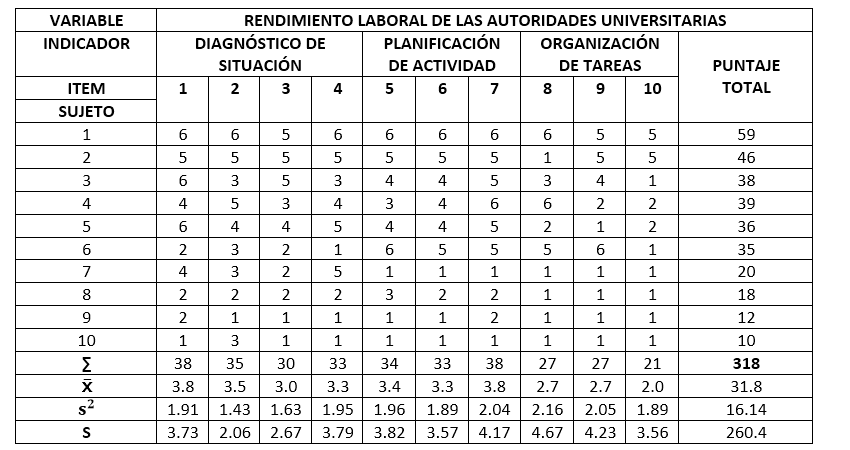 VARIABLE RENDIMIENTO LABORAL DE LAS AUTORIDADES UNIVERSITARIAS
INDICADOR DIAGNÓSTICO DE SITUACIÓN PLANIFICACIÓN DE ACTIVIDAD ORGANIZACIÓN DE TAREAS PUNTAJE TOTAL
ITEM 1 2 3 4 5 6 7 8 9 10
SUJETO
1 6 6 5 6 6 6 6 6 5 5 59
2 5 5 5 5 5 5 5 1 5 5 46
3 6 3 5 3 4 4 5 3 4 1 38
4 4 5 3 4 3 4 6 6 2 2 39
5 6 4 4 5 4 4 5 2 1 2 36
6 2 3 2 1 6 5 5 5 6 1 35
7 4 3 2 5 1 1 1 1 1 1 20
8 2 2 2 2 3 2 2 1 1 1 18
9 2 1 1 1 1 1 2 1 1 1 12
10 1 3 1 1 1 1 1 1 1 1 10
∑ 38 35 30 33 34 33 38 27 27 21 318
X̄ 3.8 3.5 3.0 3.3 3.4 3.3 3.8 2.7 2.7 2.0 31.8
s² 1.91 1.43 1.63 1.95 1.96 1.89 2.04 2.16 2.05 1.89 16.14
S 3.73 2.06 2.67 3.79 3.82 3.57 4.17 4.67 4.23 3.56 260.4